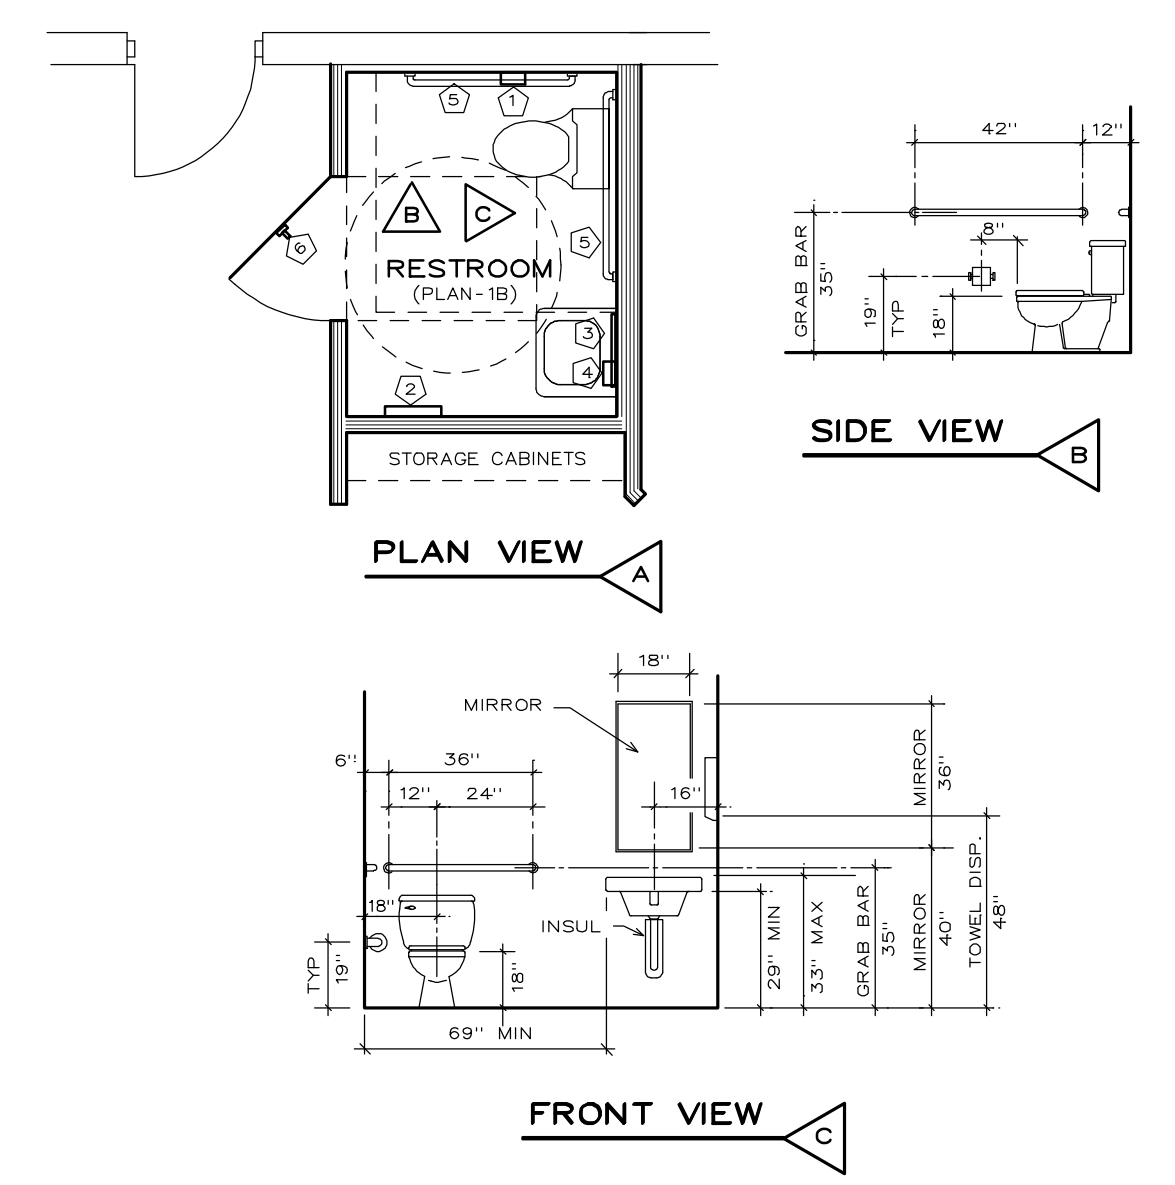 5
1
B
C
6
5
RESTROOM
(PLAN-1B)
3
4
2
STORAGE CABINETS
PLAN VIEW
A
42"
12"
8"
GRAB BAR
35"
19"
TYP
18"
SIDE VIEW
B
18"
MIRROR
6"
36"
12"
24"
16"
18"
INSUL
TYP
19"
18"
69" MIN
29" MIN
33" MAX
GRAB BAR
35"
MIRROR
36"
MIRROR
40"
TOWEL DISP.
48"
FRONT VIEW
C